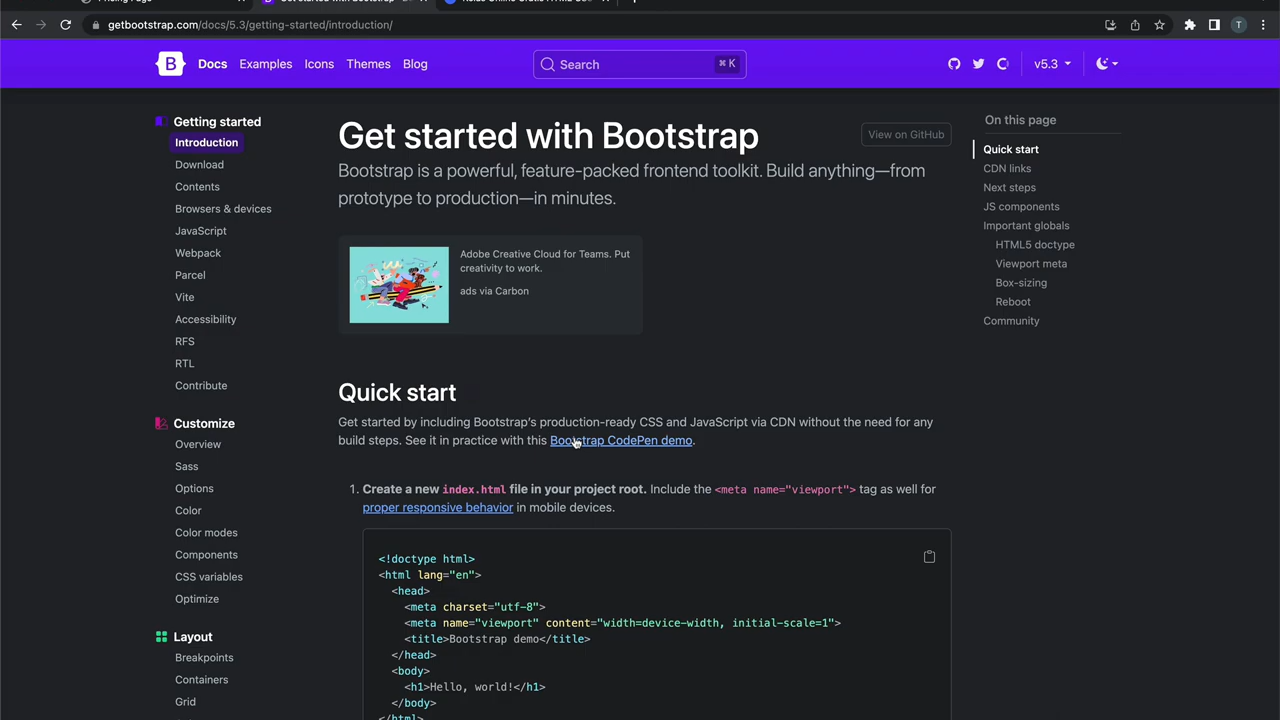 getbootstrap.com/docs/5.3/getting-started/introduction/
T
B
Docs
Examples
Icons
Themes
Blog
Search
⌘ K
v5.3
Getting started
Introduction
Download
Contents
Browsers & devices
JavaScript
Webpack
Parcel
Vite
Accessibility
RFS
RTL
Contribute
Customize
Overview
Sass
Options
Color
Color modes
Components
CSS variables
Optimize
Layout
Breakpoints
Containers
Grid
Get started with Bootstrap
View on GitHub
Bootstrap is a powerful, feature-packed frontend toolkit. Build anything—from
prototype to production—in minutes.
Adobe Creative Cloud for Teams. Put
creativity to work.
ads via Carbon
Quick start
Get started by including Bootstrap's production-ready CSS and JavaScript via CDN without the need for any
build steps. See it in practice with this Bootstrap CodePen demo.
1. Create a new index.html file in your project root. Include the <meta name="viewport"> tag as well for
proper responsive behavior in mobile devices.
<!doctype html>
<html lang="en">
<head>
<meta charset="utf-8">
<meta name="viewport" content="width=device-width, initial-scale=1">
<title>Bootstrap demo</title>
</head>
<body>
<h1>Hello, world!</h1>
</body>
</html>
On this page
Quick start
CDN links
Next steps
JS components
Important globals
HTML5 doctype
Viewport meta
Box-sizing
Reboot
Community